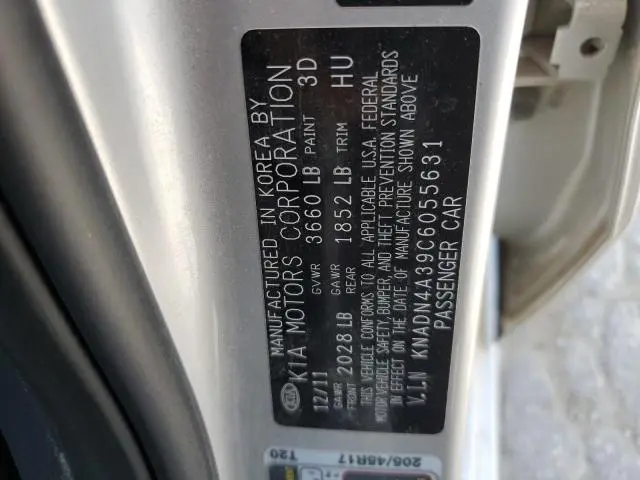 MANUFACTURED IN KOREA BY
KIA KIA MOTORS CORPORATION
12/11 GVWR 3660 LB PAINT 3D
GAWR FRONT 2028 LB GAWR REAR 1852 LB TRIM HU
THIS VEHICLE CONFORMS TO ALL APPLICABLE U.S.A. FEDERAL
MOTOR VEHICLE SAFETY, BUMPER, AND THEFT PREVENTION STANDARDS
IN EFFECT ON THE DATE OF MANUFACTURE SHOWN ABOVE
V.I.N KNADN4A39C6055631
PASSENGER CAR
205/45R17
T20